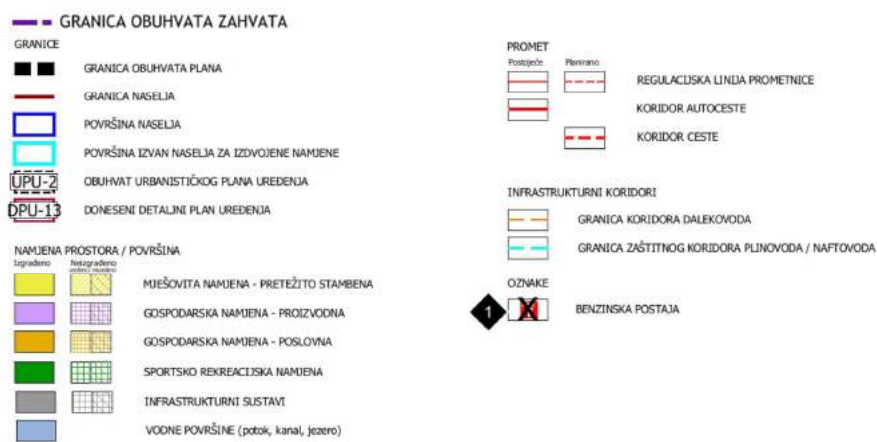 GRANICA OBUHVATA ZAHVATA
GRANICE
GRANICA OBUHVATA PLANA
GRANICA NASELJA
POVRŠINA NASELJA
POVRŠINA IZVAN NASELJA ZA IZDVOJENE NAMJENE
UPU-2 OBUHVAT URBANISTIČKOG PLANA UREĐENJA
DPU-13 DONESENI DETALJNI PLAN UREĐENJA
NAMJENA PROSTORA / POVRŠINA
Izgrađeno Neizgrađeno
MJEŠOVITA NAMJENA - PRETEŽITO STAMBENA
GOSPODARSKA NAMJENA - PROIZVODNA
GOSPODARSKA NAMJENA - POSLOVNA
SPORTSKO REKREACIJSKA NAMJENA
INFRASTRUKTURNI SUSTAVI
VODNE POVRŠINE (potok, kanal, jezero)
PROMET
Postojeće Planirano
REGULACIJSKA LINIJA PROMETNICE
KORIDOR AUTOCESTE
KORIDOR CESTE
INFRASTRUKTURNI KORIDORI
GRANICA KORIDORA DALEKOVODA
GRANICA ZAŠTITNOG KORIDORA PLINOVODA / NAFTOVODA
OZNAKE
1 X BENZINSKA POSTAJA